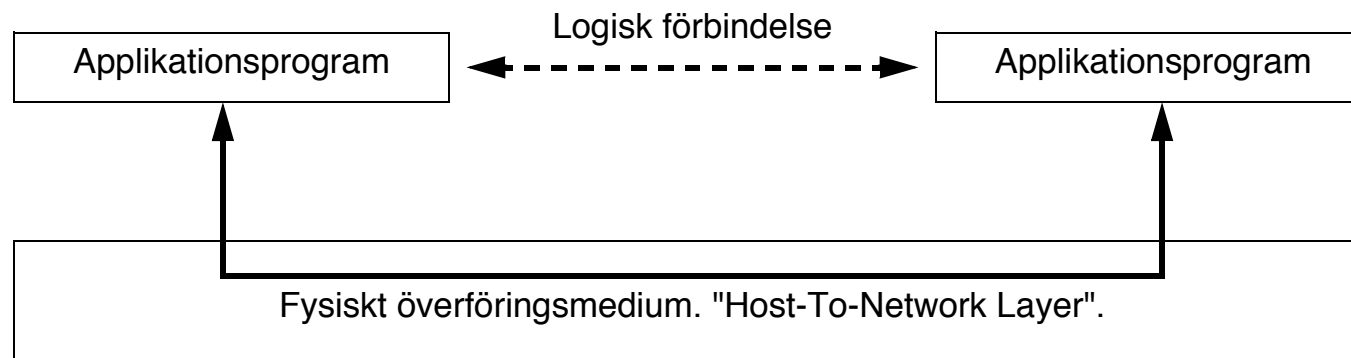 Logisk förbindelse
Applikationsprogram
Applikationsprogram
Fysiskt överföringsmedium. "Host-To-Network Layer".